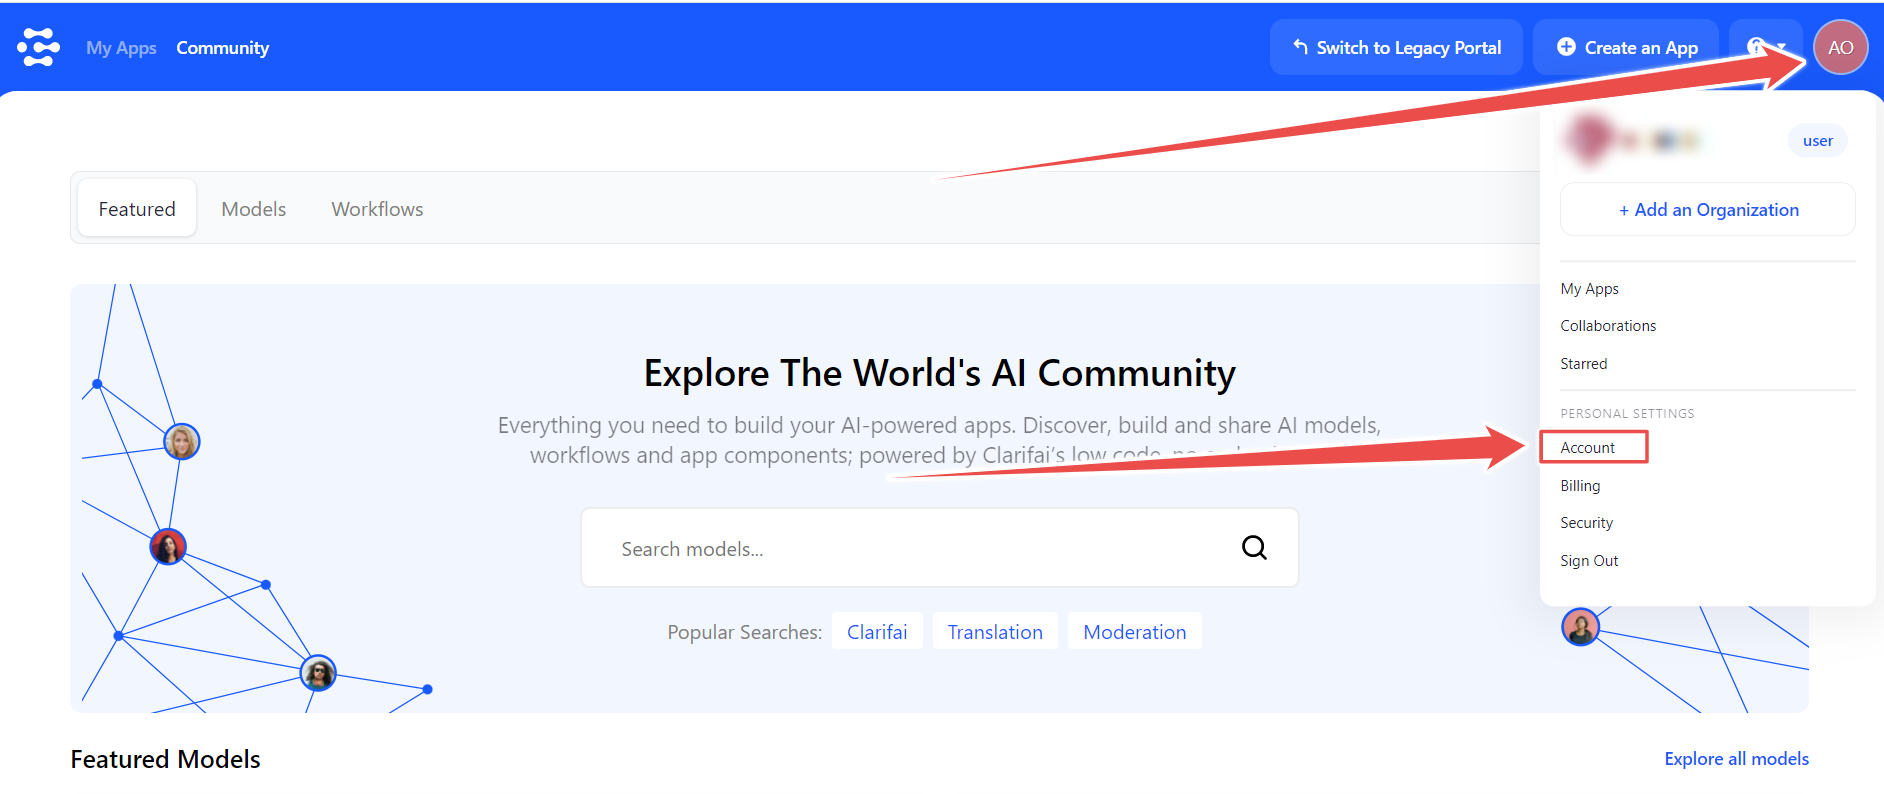 My Apps Community Switch to Legacy Portal Create an App AO
user
Featured Models Workflows
+ Add an Organization
My Apps
Collaborations
Starred
PERSONAL SETTINGS
Account
Billing
Security
Sign Out
Explore The World's AI Community
Everything you need to build your AI-powered apps. Discover, build and share AI models,
workflows and app components; powered by Clarifai's low code,
Search models...
Popular Searches: Clarifai Translation Moderation
Featured Models Explore all models